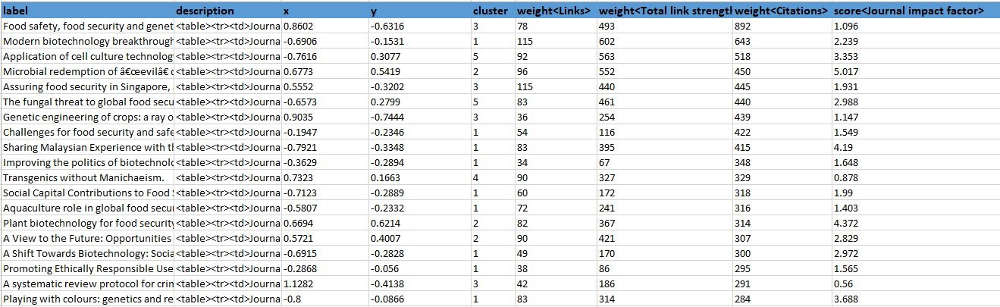 label description x y cluster weight<Links> weight<Total link strengtl weight<Citations> score<Journal impact factor>
Food safety, food security and genet <table><tr><td>Journa 0.8602 -0.6316 3 78 493 892 1.096
Modern biotechnology breakthrough <table><tr><td>Journa -0.6906 -0.1531 1 115 602 643 2.239
Application of cell culture technolog <table><tr><td>Journa -0.7616 0.3077 5 92 563 518 3.353
Microbial redemption of â€œevilâ€ <table><tr><td>Journa 0.6773 0.5419 2 96 552 450 5.017
Assuring food security in Singapore, <table><tr><td>Journa 0.5552 -0.3202 3 115 440 445 1.931
The fungal threat to global food secu <table><tr><td>Journa -0.6573 0.2799 5 83 461 440 2.988
Genetic engineering of crops: a ray o <table><tr><td>Journa 0.9035 -0.7444 3 36 254 439 1.147
Challenges for food security and safe <table><tr><td>Journa -0.1947 -0.2346 1 54 116 422 1.549
Sharing Malaysian Experience with tl <table><tr><td>Journa -0.7921 -0.3348 1 83 395 415 4.19
Improving the politics of biotechnolo <table><tr><td>Journa -0.3629 -0.2894 1 34 67 348 1.648
Transgenics without Manichaeism. <table><tr><td>Journa 0.7323 0.1663 4 90 327 329 0.878
Social Capital Contributions to Food <table><tr><td>Journa -0.7123 -0.2889 1 60 172 318 1.99
Aquaculture role in global food secu <table><tr><td>Journa -0.5807 -0.2332 1 72 241 316 1.403
Plant biotechnology for food security <table><tr><td>Journa 0.6694 0.6214 2 82 367 314 4.372
A View to the Future: Opportunities <table><tr><td>Journa 0.5721 0.4007 2 90 421 307 2.829
A Shift Towards Biotechnology: Socia <table><tr><td>Journa -0.6915 -0.2828 1 49 170 300 2.972
Promoting Ethically Responsible Use <table><tr><td>Journa -0.2868 -0.056 1 38 86 295 1.565
A systematic review protocol for crin <table><tr><td>Journa 1.1282 -0.4138 3 42 186 291 0.56
Playing with colours: genetics and re <table><tr><td>Journa -0.8 -0.0866 1 83 314 284 3.688